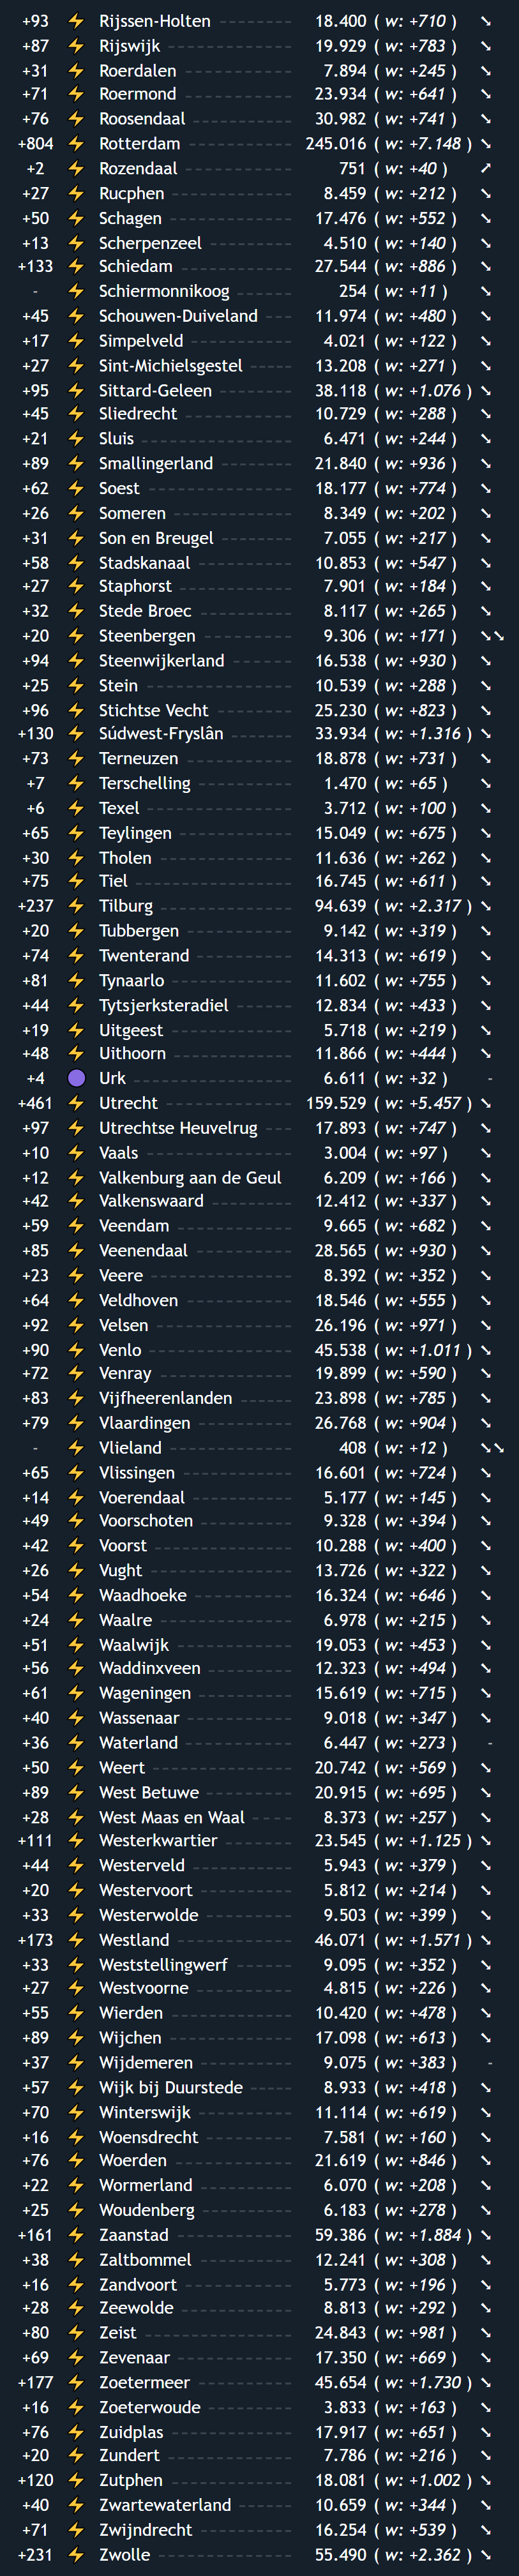 +93 ⚡ Rijssen-Holten 18.400 ( w: +710 ) ↘
+87 ⚡ Rijswijk 19.929 ( w: +783 ) ↘
+31 ⚡ Roerdalen 7.894 ( w: +245 ) ↘
+71 ⚡ Roermond 23.934 ( w: +641 ) ↘
+76 ⚡ Roosendaal 30.982 ( w: +741 ) ↘
+804 ⚡ Rotterdam 245.016 ( w: +7.148 ) ↘
+2 ⚡ Rozendaal 751 ( w: +40 ) ↗
+27 ⚡ Rucphen 8.459 ( w: +212 ) ↘
+50 ⚡ Schagen 17.476 ( w: +552 ) ↘
+13 ⚡ Scherpenzeel 4.510 ( w: +140 ) ↘
+133 ⚡ Schiedam 27.544 ( w: +886 ) ↘
- ⚡ Schiermonnikoog 254 ( w: +11 ) ↘
+45 ⚡ Schouwen-Duiveland 11.974 ( w: +480 ) ↘
+17 ⚡ Simpelveld 4.021 ( w: +122 ) ↘
+27 ⚡ Sint-Michielsgestel 13.208 ( w: +271 ) ↘
+95 ⚡ Sittard-Geleen 38.118 ( w: +1.076 ) ↘
+45 ⚡ Sliedrecht 10.729 ( w: +288 ) ↘
+21 ⚡ Sluis 6.471 ( w: +244 ) ↘
+89 ⚡ Smallingerland 21.840 ( w: +936 ) ↘
+62 ⚡ Soest 18.177 ( w: +774 ) ↘
+26 ⚡ Someren 8.349 ( w: +202 ) ↘
+31 ⚡ Son en Breugel 7.055 ( w: +217 ) ↘
+58 ⚡ Stadskanaal 10.853 ( w: +547 ) ↘
+27 ⚡ Staphorst 7.901 ( w: +184 ) ↘
+32 ⚡ Stede Broec 8.117 ( w: +265 ) ↘
+20 ⚡ Steenbergen 9.306 ( w: +171 ) ↘↘
+94 ⚡ Steenwijkerland 16.538 ( w: +930 ) ↘
+25 ⚡ Stein 10.539 ( w: +288 ) ↘
+96 ⚡ Stichtse Vecht 25.230 ( w: +823 ) ↘
+130 ⚡ Súdwest-Fryslân 33.934 ( w: +1.316 ) ↘
+73 ⚡ Terneuzen 18.878 ( w: +731 ) ↘
+7 ⚡ Terschelling 1.470 ( w: +65 ) ↘
+6 ⚡ Texel 3.712 ( w: +100 ) ↘
+65 ⚡ Teylingen 15.049 ( w: +675 ) ↘
+30 ⚡ Tholen 11.636 ( w: +262 ) ↘
+75 ⚡ Tiel 16.745 ( w: +611 ) ↘
+237 ⚡ Tilburg 94.639 ( w: +2.317 ) ↘
+20 ⚡ Tubbergen 9.142 ( w: +319 ) ↘
+74 ⚡ Twenterand 14.313 ( w: +619 ) ↘
+81 ⚡ Tynaarlo 11.602 ( w: +755 ) ↘
+44 ⚡ Tytsjerksteradiel 12.834 ( w: +433 ) ↘
+19 ⚡ Uitgeest 5.718 ( w: +219 ) ↘
+48 ⚡ Uithoorn 11.866 ( w: +444 ) ↘
+4 Urk 6.611 ( w: +32 ) -
+461 ⚡ Utrecht 159.529 ( w: +5.457 ) ↘
+97 ⚡ Utrechtse Heuvelrug 17.893 ( w: +747 ) ↘
+10 ⚡ Vaals 3.004 ( w: +97 ) ↘
+12 ⚡ Valkenburg aan de Geul 6.209 ( w: +166 ) ↘
+42 ⚡ Valkenswaard 12.412 ( w: +337 ) ↘
+59 ⚡ Veendam 9.665 ( w: +682 ) ↘
+85 ⚡ Veenendaal 28.565 ( w: +930 ) ↘
+23 ⚡ Veere 8.392 ( w: +352 ) ↘
+64 ⚡ Veldhoven 18.546 ( w: +555 ) ↘
+92 ⚡ Velsen 26.196 ( w: +971 ) ↘
+90 ⚡ Venlo 45.538 ( w: +1.011 ) ↘
+72 ⚡ Venray 19.899 ( w: +590 ) ↘
+83 ⚡ Vijfheerenlanden 23.898 ( w: +785 ) ↘
+79 ⚡ Vlaardingen 26.768 ( w: +904 ) ↘
- ⚡ Vlieland 408 ( w: +12 ) ↘↘
+65 ⚡ Vlissingen 16.601 ( w: +724 ) ↘
+14 ⚡ Voerendaal 5.177 ( w: +145 ) ↘
+49 ⚡ Voorschoten 9.328 ( w: +394 ) ↘
+42 ⚡ Voorst 10.288 ( w: +400 ) ↘
+26 ⚡ Vught 13.726 ( w: +322 ) ↘
+54 ⚡ Waadhoeke 16.324 ( w: +646 ) ↘
+24 ⚡ Waalre 6.978 ( w: +215 ) ↘
+51 ⚡ Waalwijk 19.053 ( w: +453 ) ↘
+56 ⚡ Waddinxveen 12.323 ( w: +494 ) ↘
+61 ⚡ Wageningen 15.619 ( w: +715 ) ↘
+40 ⚡ Wassenaar 9.018 ( w: +347 ) ↘
+36 ⚡ Waterland 6.447 ( w: +273 ) -
+50 ⚡ Weert 20.742 ( w: +569 ) ↘
+89 ⚡ West Betuwe 20.915 ( w: +695 ) ↘
+28 ⚡ West Maas en Waal 8.373 ( w: +257 ) ↘
+111 ⚡ Westerkwartier 23.545 ( w: +1.125 ) ↘
+44 ⚡ Westerveld 5.943 ( w: +379 ) ↘
+20 ⚡ Westervoort 5.812 ( w: +214 ) ↘
+33 ⚡ Westerwolde 9.503 ( w: +399 ) ↘
+173 ⚡ Westland 46.071 ( w: +1.571 ) ↘
+33 ⚡ Weststellingwerf 9.095 ( w: +352 ) ↘
+27 ⚡ Westvoorne 4.815 ( w: +226 ) ↘
+55 ⚡ Wierden 10.420 ( w: +478 ) ↘
+89 ⚡ Wijchen 17.098 ( w: +613 ) ↘
+37 ⚡ Wijdemeren 9.075 ( w: +383 ) -
+57 ⚡ Wijk bij Duurstede 8.933 ( w: +418 ) ↘
+70 ⚡ Winterswijk 11.114 ( w: +619 ) ↘
+16 ⚡ Woensdrecht 7.581 ( w: +160 ) ↘
+76 ⚡ Woerden 21.619 ( w: +846 ) ↘
+22 ⚡ Wormerland 6.070 ( w: +208 ) ↘
+25 ⚡ Woudenberg 6.183 ( w: +278 ) ↘
+161 ⚡ Zaanstad 59.386 ( w: +1.884 ) ↘
+38 ⚡ Zaltbommel 12.241 ( w: +308 ) ↘
+16 ⚡ Zandvoort 5.773 ( w: +196 ) ↘
+28 ⚡ Zeewolde 8.813 ( w: +292 ) ↘
+80 ⚡ Zeist 24.843 ( w: +981 ) ↘
+69 ⚡ Zevenaar 17.350 ( w: +669 ) ↘
+177 ⚡ Zoetermeer 45.654 ( w: +1.730 ) ↘
+16 ⚡ Zoeterwoude 3.833 ( w: +163 ) ↘
+76 ⚡ Zuidplas 17.917 ( w: +651 ) ↘
+20 ⚡ Zundert 7.786 ( w: +216 ) ↘
+120 ⚡ Zutphen 18.081 ( w: +1.002 ) ↘
+40 ⚡ Zwartewaterland 10.659 ( w: +344 ) ↘
+71 ⚡ Zwijndrecht 16.254 ( w: +539 ) ↘
+231 ⚡ Zwolle 55.490 ( w: +2.362 ) ↘